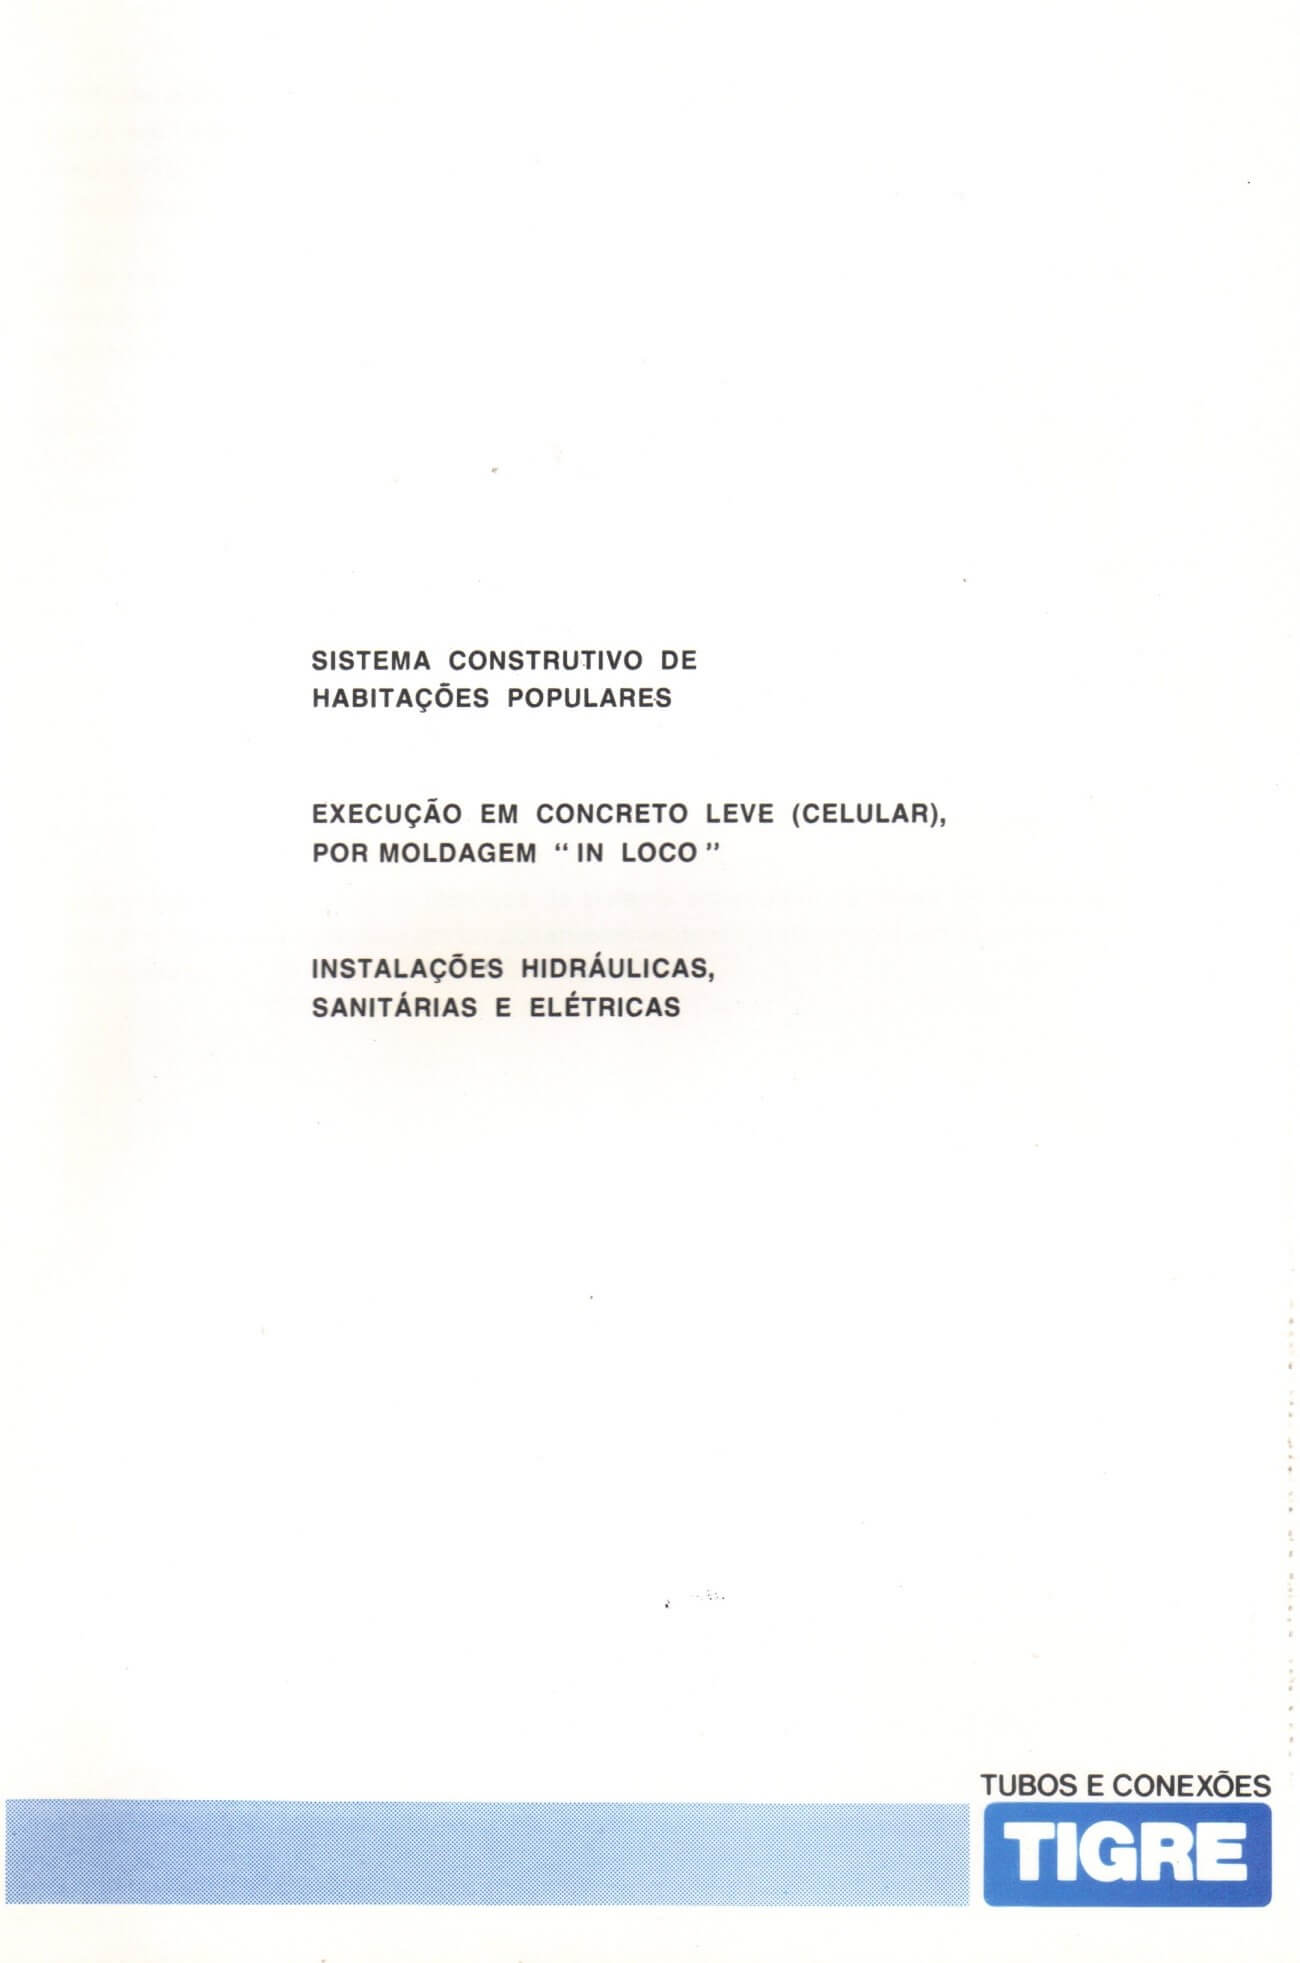 SISTEMA CONSTRUTIVO DE
HABITAÇÕES POPULARES
EXECUÇÃO EM CONCRETO LEVE (CELULAR),
POR MOLDAGEM “ IN LOCO ”
INSTALAÇÕES HIDRÁULICAS,
SANITÁRIAS E ELÉTRICAS
TUBOS E CONEXÕES
TIGRE